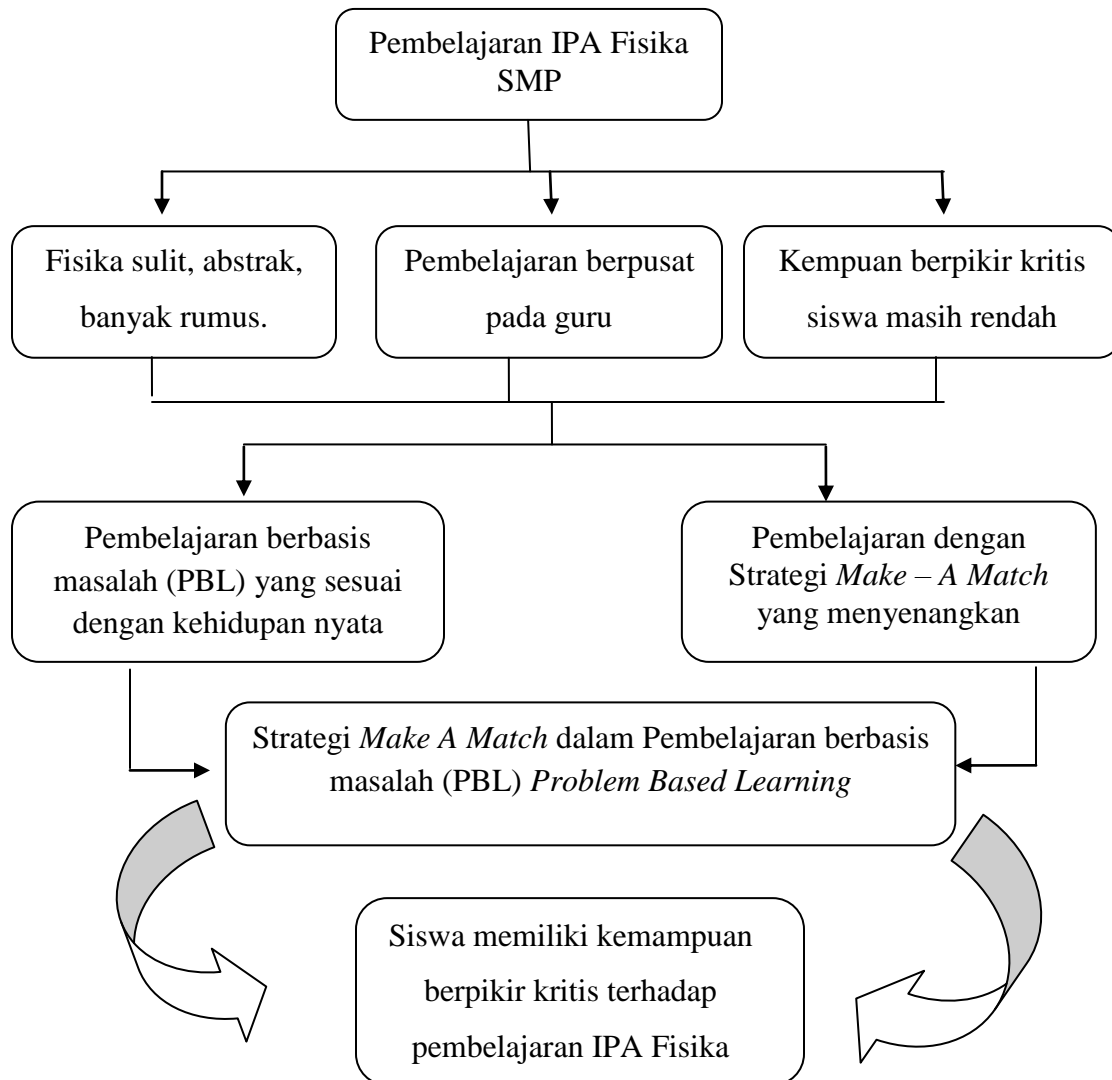 Pembelajaran IPA Fisika
SMP
Fisika sulit, abstrak,
banyak rumus.
Pembelajaran berpusat
pada guru
Kempuan berpikir kritis
siswa masih rendah
Pembelajaran berbasis
masalah (PBL) yang sesuai
dengan kehidupan nyata
Pembelajaran dengan
Strategi Make – A Match
yang menyenangkan
Strategi Make A Match dalam Pembelajaran berbasis
masalah (PBL) Problem Based Learning
Siswa memiliki kemampuan
berpikir kritis terhadap
pembelajaran IPA Fisika